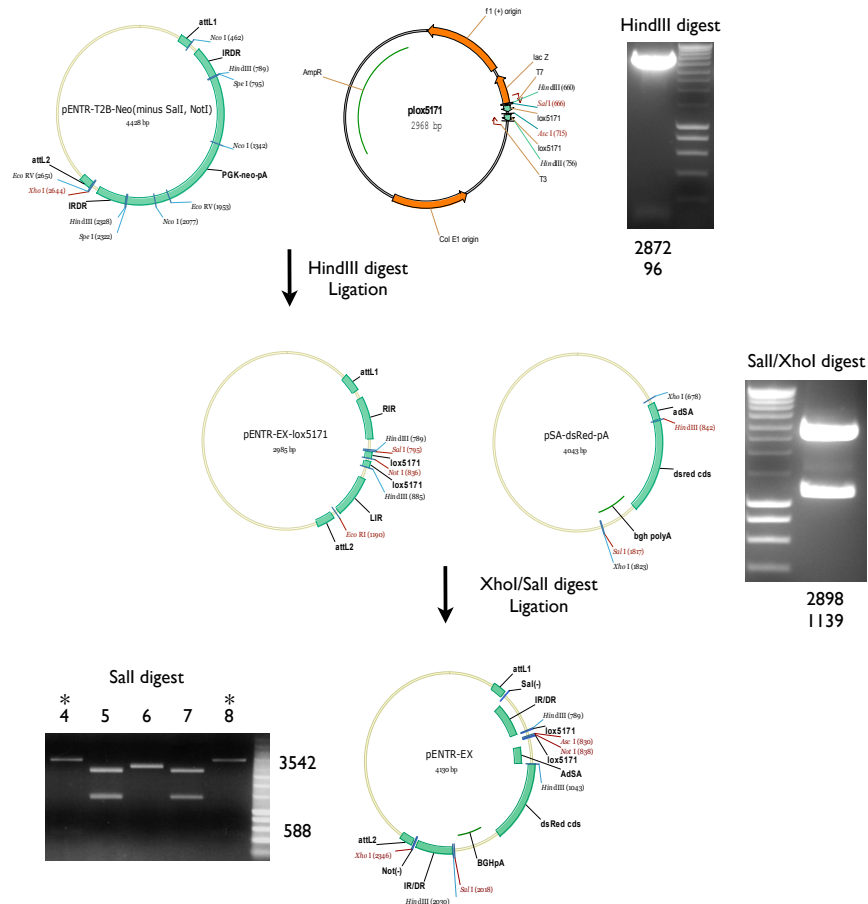 f1 (+) origin
HindIII digest
attL1
Nco I (462)
IRDR
HindIII (789)
Spe I (795)
pENTR-T2B-Neo(minus SalI, NotI)
4428 bp
Nco I (1342)
attL2
Eco RV (2651)
Xho I (2644)
PGK-neo-pA
IRDR
Eco RV (1953)
HindIII (2328)
Nco I (2077)
Spe I (2322)
AmpR
lac Z
T7
HindIII (660)
Sal I (666)
lox5171
Asc I (715)
lox5171
HindIII (756)
T3
plox5171
2968 bp
Col E1 origin
2872
96
HindIII digest
Ligation
attL1
RIR
pENTR-EX-lox5171
2985 bp
HindIII (789)
Sal I (795)
lox5171
Not I (836)
lox5171
HindIII (885)
LIR
Eco RI (1190)
attL2
Xho I (678)
adSA
HindIII (842)
pSA-dsRed-pA
4043 bp
dsred cds
bgh polyA
Sal I (1817)
Xho I (1823)
SalI/XhoI digest
2898
1139
XhoI/SalI digest
Ligation
SalI digest
* *
4 5 6 7 8
3542
588
attL1
Sal(-)
IR/DR
HindIII (789)
lox5171
Asc I (830)
Not I (838)
lox5171
AdSA
HindIII (1043)
pENTR-EX
4130 bp
dsRed cds
attL2
Xho I (2346)
Not(-)
IR/DR
HindIII (2030)
BGHpA
Sal I (2018)